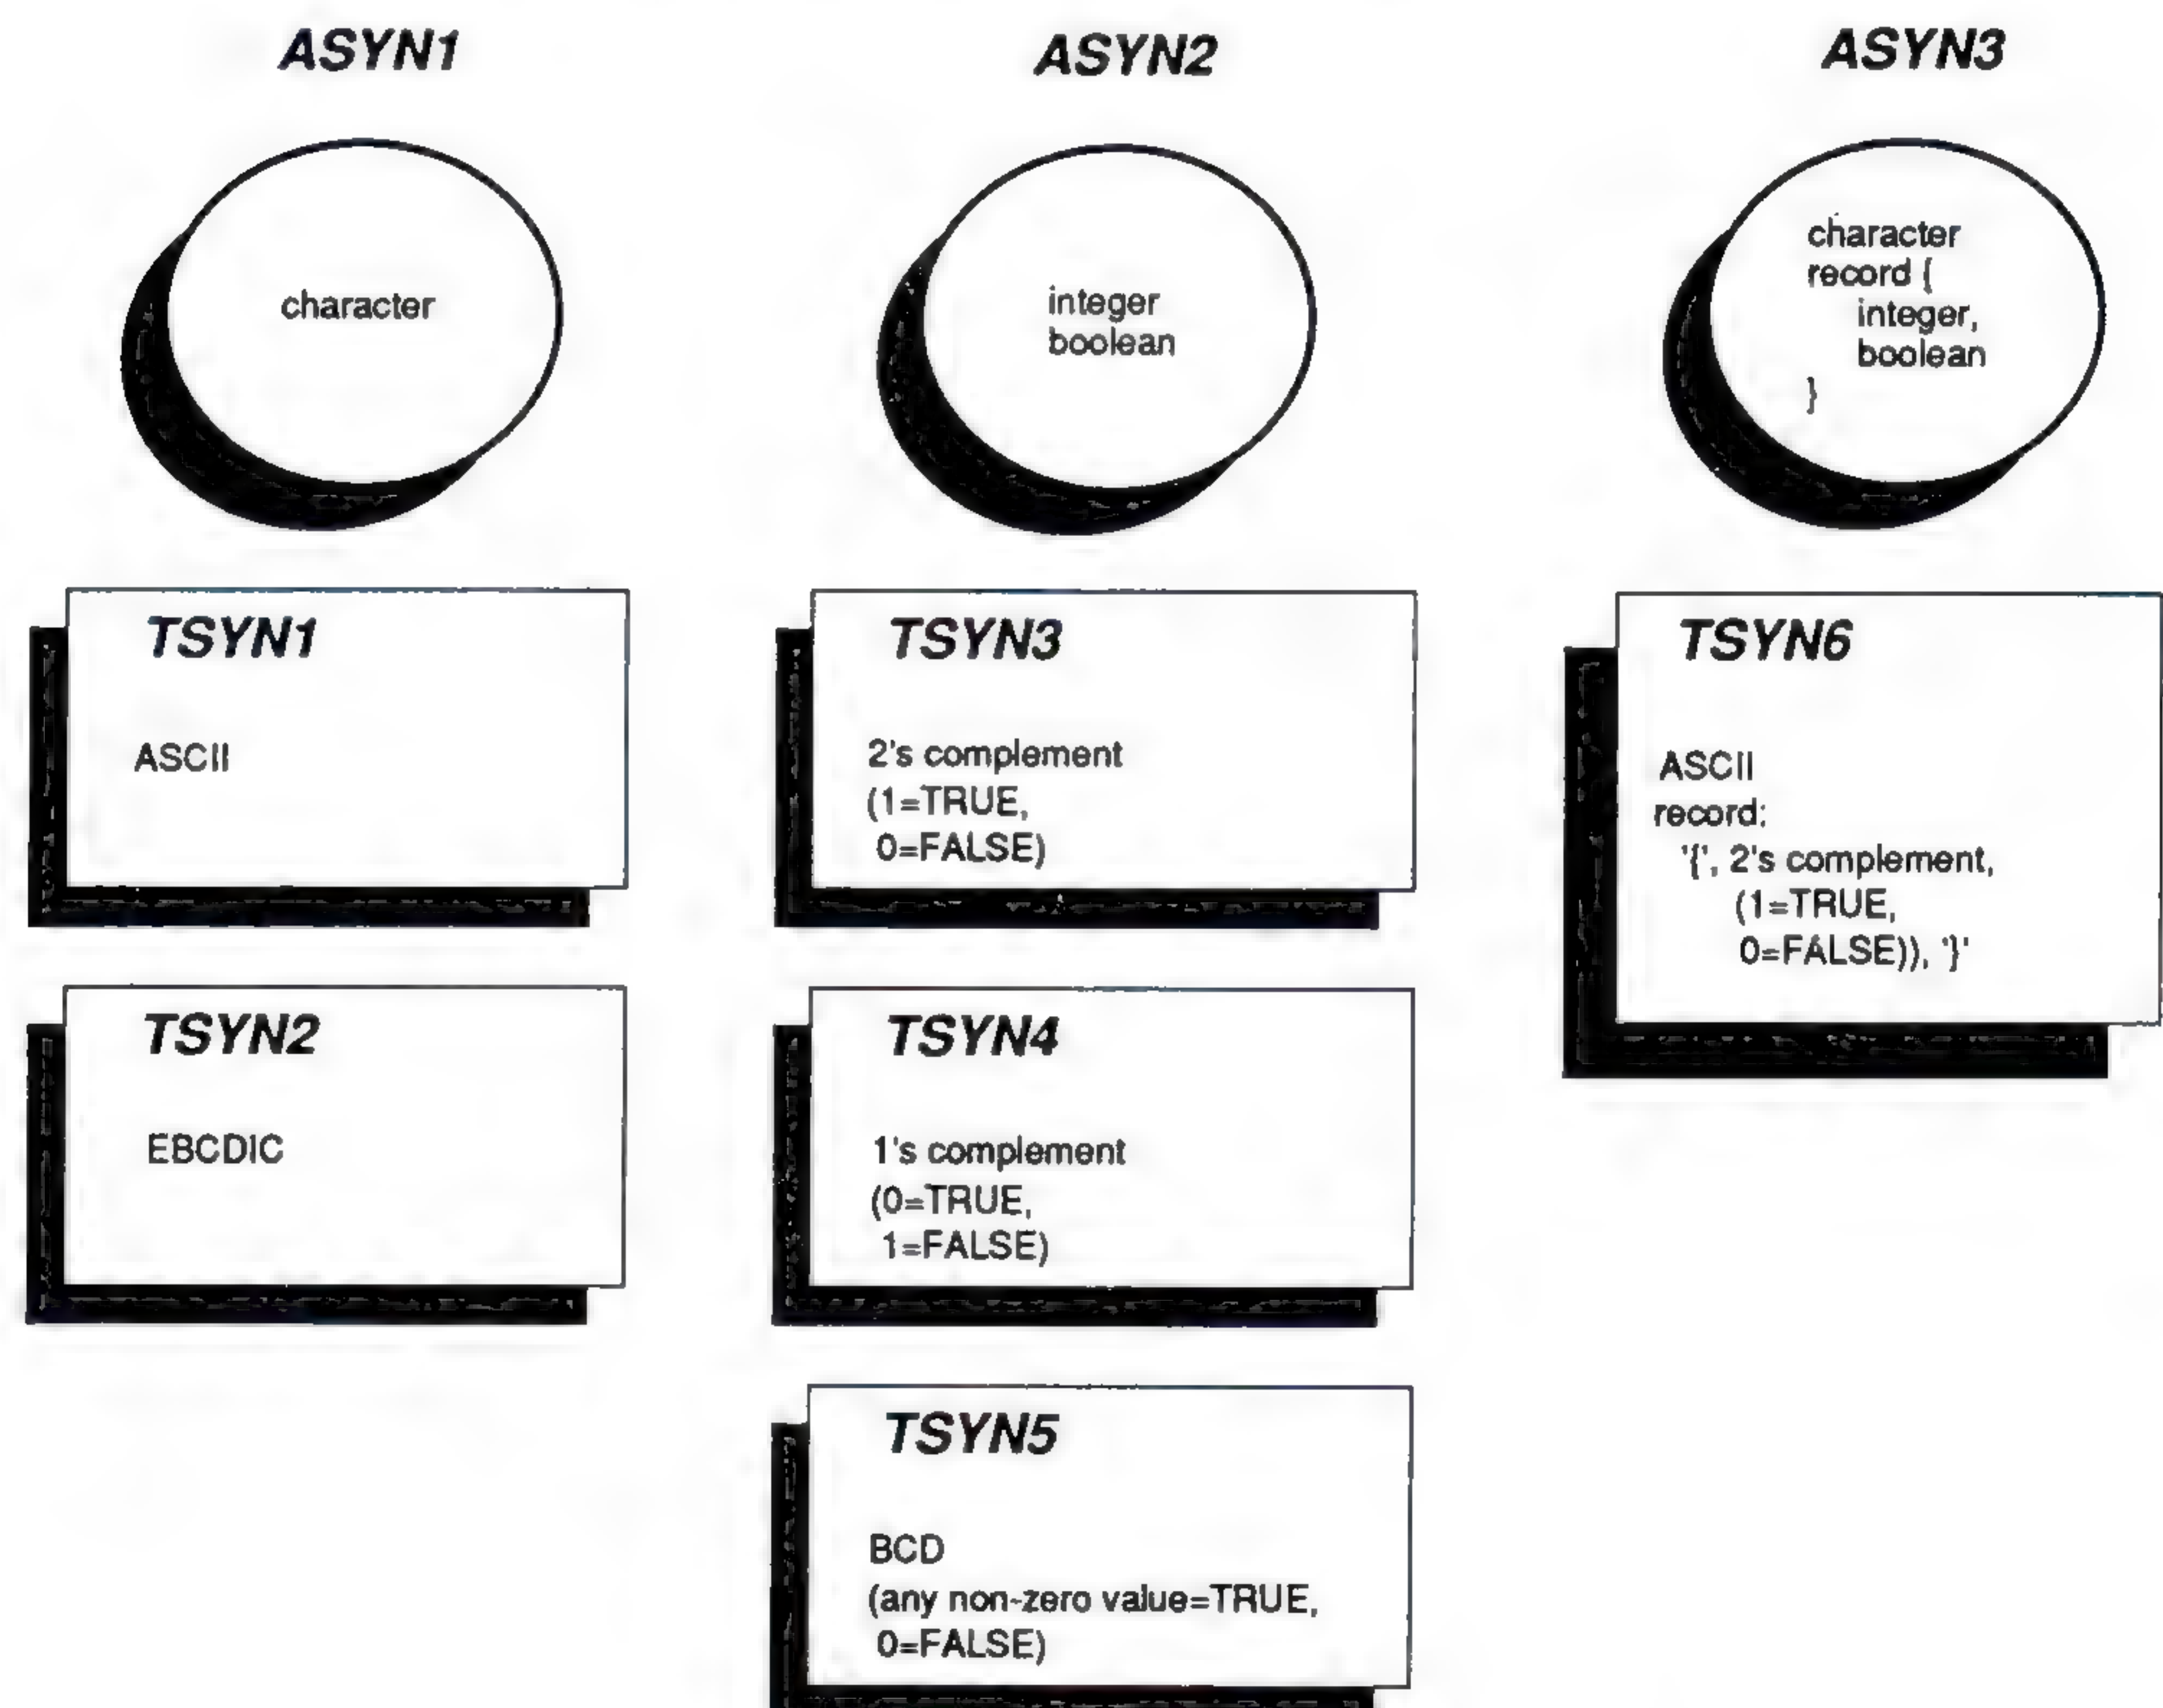 ASYN1
character
TSYN1
ASCII
TSYN2
EBCDIC
ASYN2
integer
boolean
TSYN3
2's complement
(1=TRUE,
0=FALSE)
TSYN4
1's complement
(0=TRUE,
1=FALSE)
TSYN5
BCD
(any non-zero value=TRUE,
0=FALSE)
ASYN3
character
record {
integer,
boolean
}
TSYN6
ASCII
record:
'{', 2's complement,
(1=TRUE,
0=FALSE)), '}'